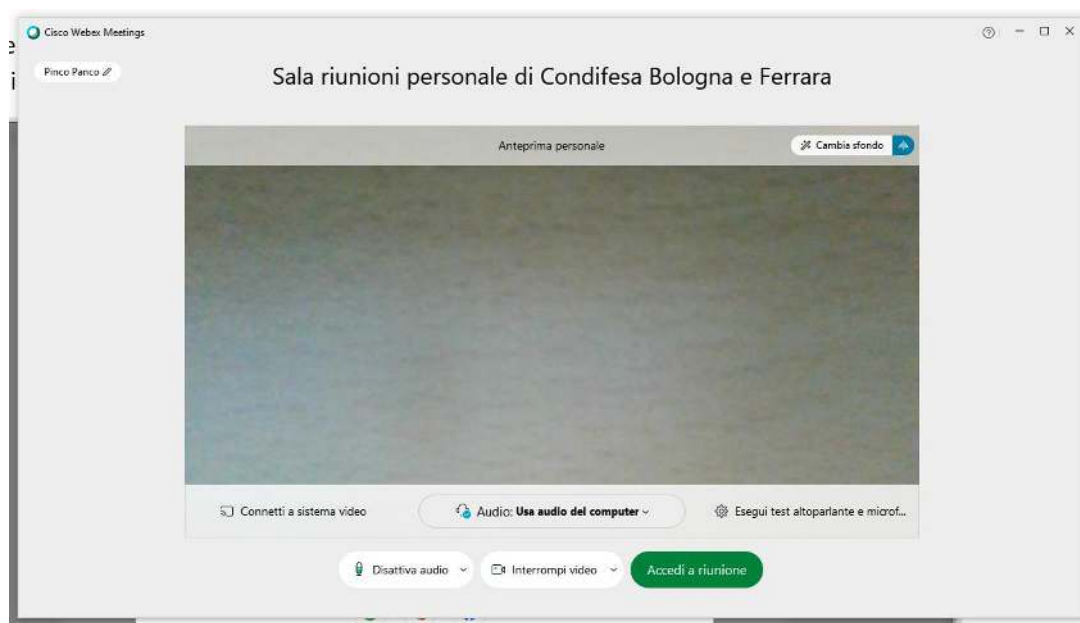 e
Cisco Webex Meetings
i
Pinco Panco
Sala riunioni personale di Condifesa Bologna e Ferrara
Anteprima personale
Cambia sfondo
Connetti a sistema video
Audio: Usa audio del computer
Esegui test altoparlante e microf...
Disattiva audio
Interrompi video
Accedi a riunione